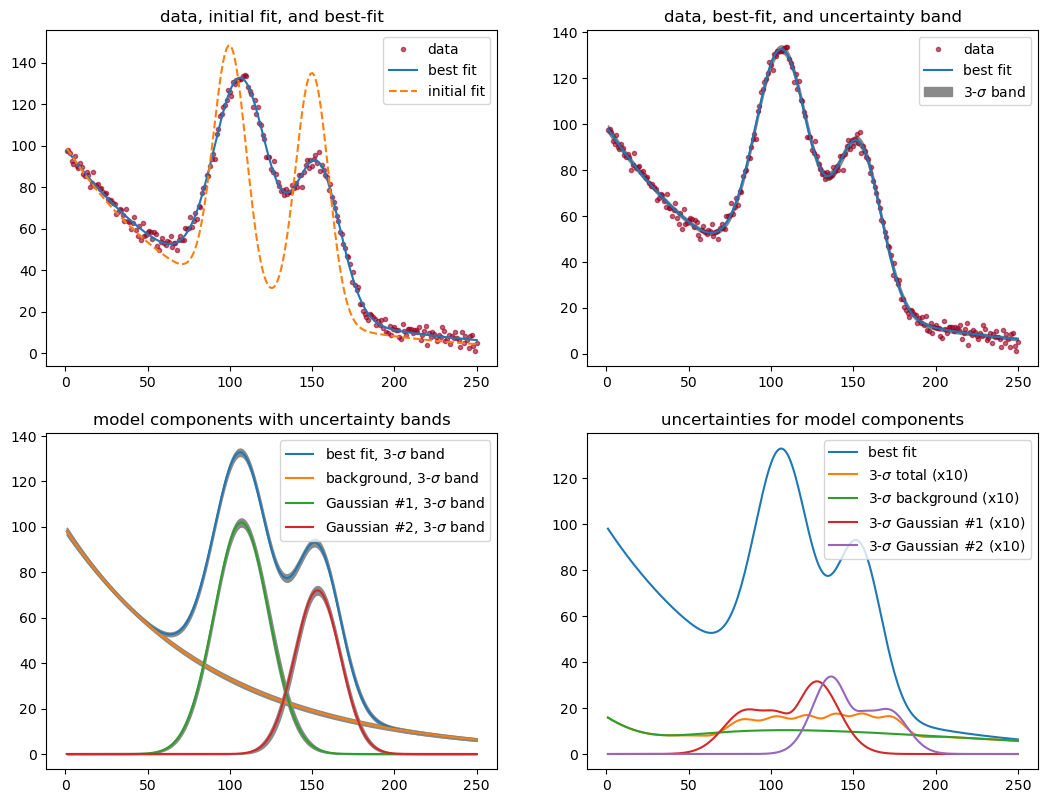 data, initial fit, and best-fit
data
best fit
initial fit
140
120
100
80
60
40
20
0
0 50 100 150 200 250
data, best-fit, and uncertainty band
data
best fit
3-σ band
140
120
100
80
60
40
20
0
0 50 100 150 200 250
model components with uncertainty bands
best fit, 3-σ band
background, 3-σ band
Gaussian #1, 3-σ band
Gaussian #2, 3-σ band
140
120
100
80
60
40
20
0
0 50 100 150 200 250
uncertainties for model components
best fit
3-σ total (x10)
3-σ background (x10)
3-σ Gaussian #1 (x10)
3-σ Gaussian #2 (x10)
120
100
80
60
40
20
0
0 50 100 150 200 250